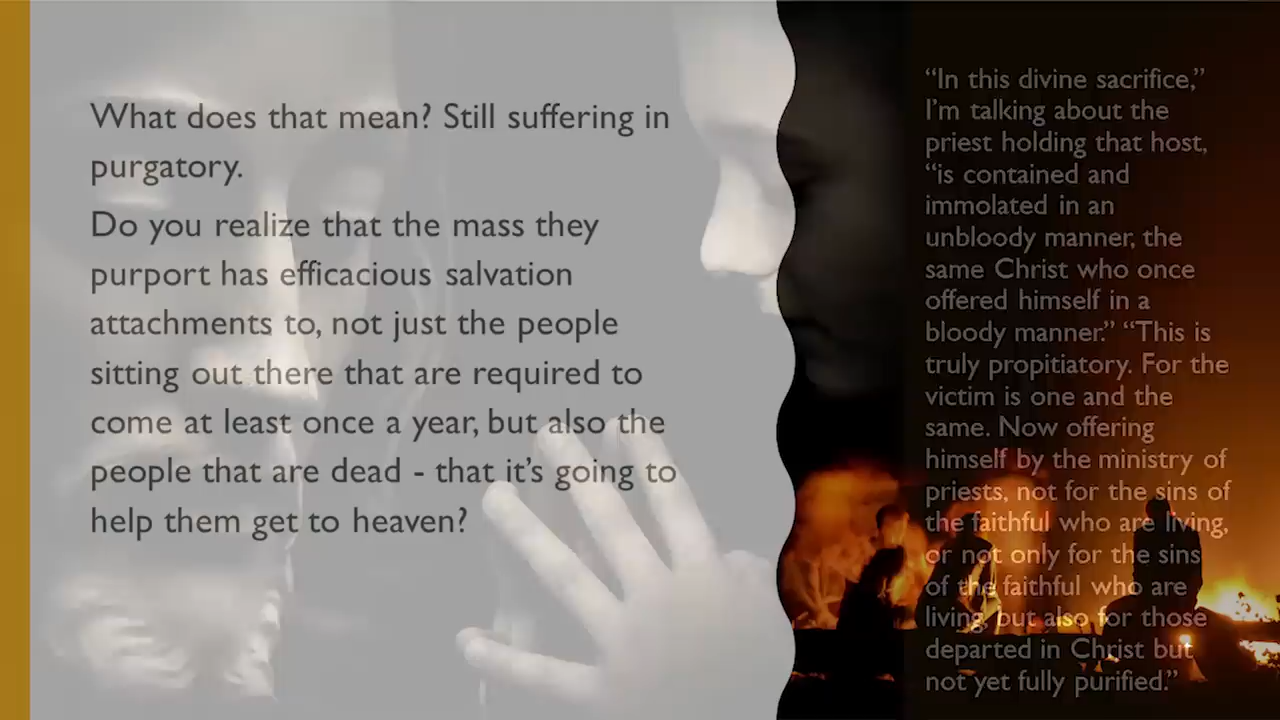 What does that mean? Still suffering in
purgatory.
Do you realize that the mass they
purport has efficacious salvation
attachments to, not just the people
sitting out there that are required to
come at least once a year, but also the
people that are dead - that it’s going to
help them get to heaven?
“In this divine sacrifice,”
I’m talking about the
priest holding that host,
“is contained and
immolated in an
unbloody manner, the
same Christ who once
offered himself in a
bloody manner.” “This is
truly propitiatory. For the
victim is one and the
same. Now offering
himself by the ministry of
priests, not for the sins of
the faithful who are living,
or not only for the sins
of the faithful who are
living, but also for those
departed in Christ but
not yet fully purified.”